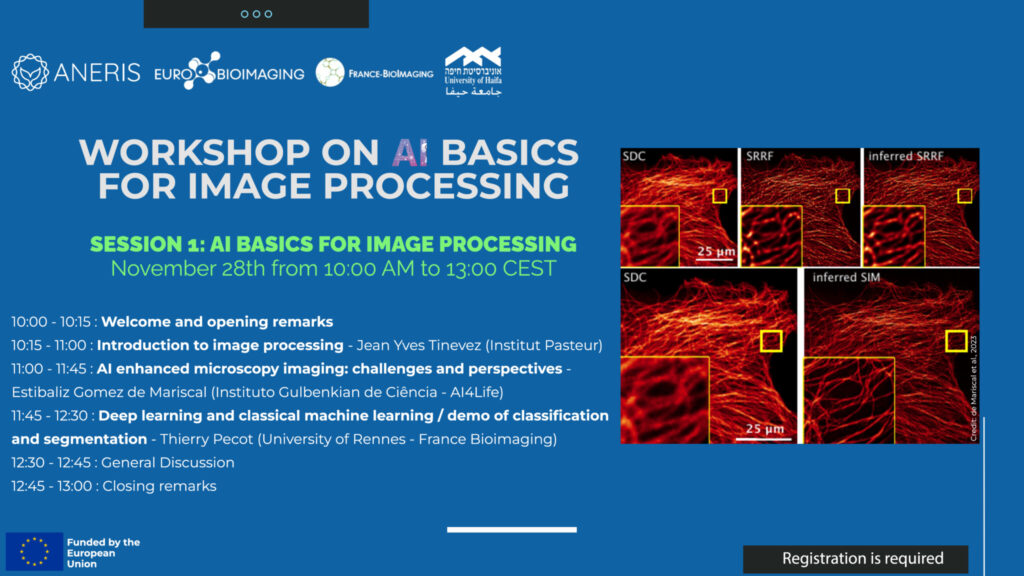 ANERIS
EURO BIOIMAGING
FRANCE-BIOIMAGING
אוניברסיטת חיפה
University of Haifa
جامعة حيفا
WORKSHOP ON AI BASICS
FOR IMAGE PROCESSING
SESSION 1: AI BASICS FOR IMAGE PROCESSING
November 28th from 10:00 AM to 13:00 CEST
10:00 - 10:15 : Welcome and opening remarks
10:15 - 11:00 : Introduction to image processing - Jean Yves Tinevez (Institut Pasteur)
11:00 - 11:45 : AI enhanced microscopy imaging: challenges and perspectives -
Estibaliz Gomez de Mariscal (Instituto Gulbenkian de Ciência - AI4Life)
11:45 - 12:30 : Deep learning and classical machine learning / demo of classification
and segmentation - Thierry Pecot (University of Rennes - France Bioimaging)
12:30 - 12:45 : General Discussion
12:45 - 13:00 : Closing remarks
SDC
SRRF
inferred SRRF
25 μm
SDC
inferred SIM
25 μm
Credit: de Mariscal et al., 2023
Funded by the
European
Union
Registration is required